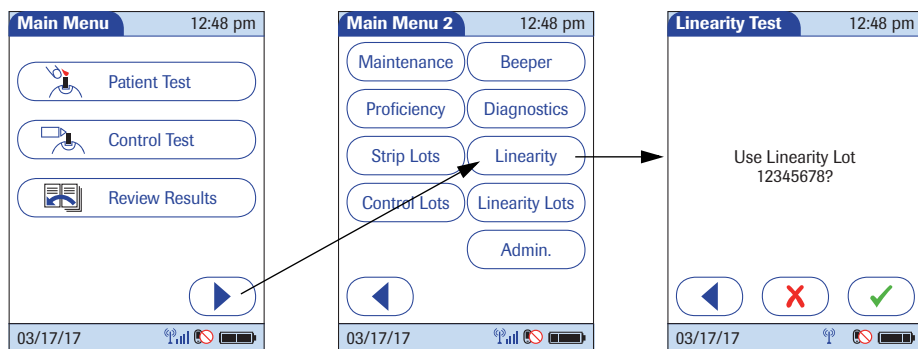 Main Menu 12:48 pm
Patient Test
Control Test
Review Results
03/17/17
Main Menu 2 12:48 pm
Maintenance Beeper
Proficiency Diagnostics
Strip Lots Linearity
Control Lots Linearity Lots
Admin.
03/17/17
Linearity Test 12:48 pm
Use Linearity Lot
12345678?
03/17/17